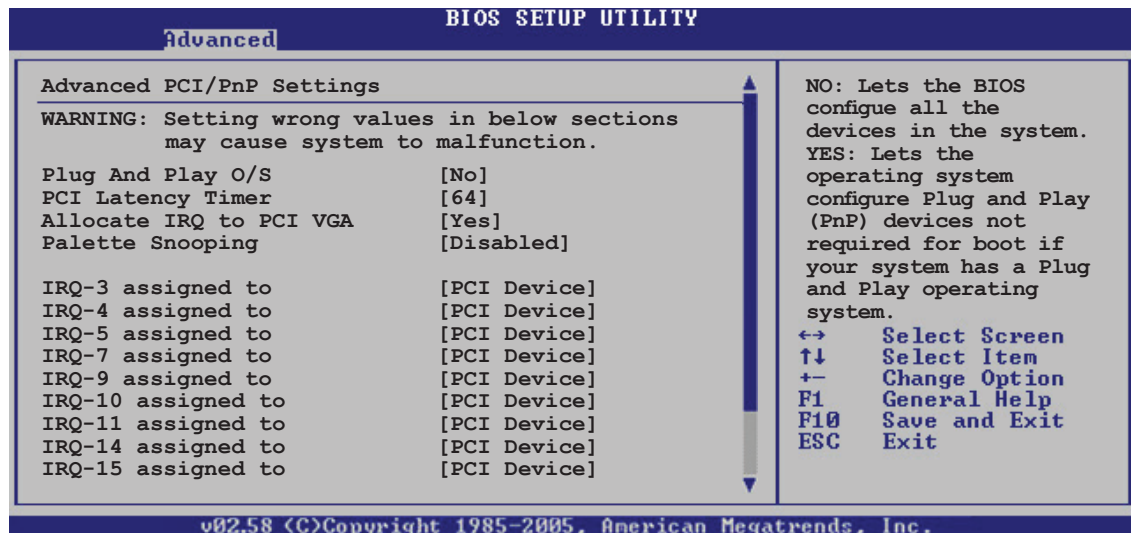 BIOS SETUP UTILITY
Advanced
Advanced PCI/PnP Settings
WARNING: Setting wrong values in below sections
may cause system to malfunction.
Plug And Play O/S [No]
PCI Latency Timer [64]
Allocate IRQ to PCI VGA [Yes]
Palette Snooping [Disabled]
IRQ-3 assigned to [PCI Device]
IRQ-4 assigned to [PCI Device]
IRQ-5 assigned to [PCI Device]
IRQ-7 assigned to [PCI Device]
IRQ-9 assigned to [PCI Device]
IRQ-10 assigned to [PCI Device]
IRQ-11 assigned to [PCI Device]
IRQ-14 assigned to [PCI Device]
IRQ-15 assigned to [PCI Device]
NO: Lets the BIOS
configue all the
devices in the system.
YES: Lets the
operating system
configure Plug and Play
(PnP) devices not
required for boot if
your system has a Plug
and Play operating
system.
←→ Select Screen
↑↓ Select Item
+- Change Option
F1 General Help
F10 Save and Exit
ESC Exit
v02.58 (C)Copyright 1985-2005, American Megatrends, Inc.